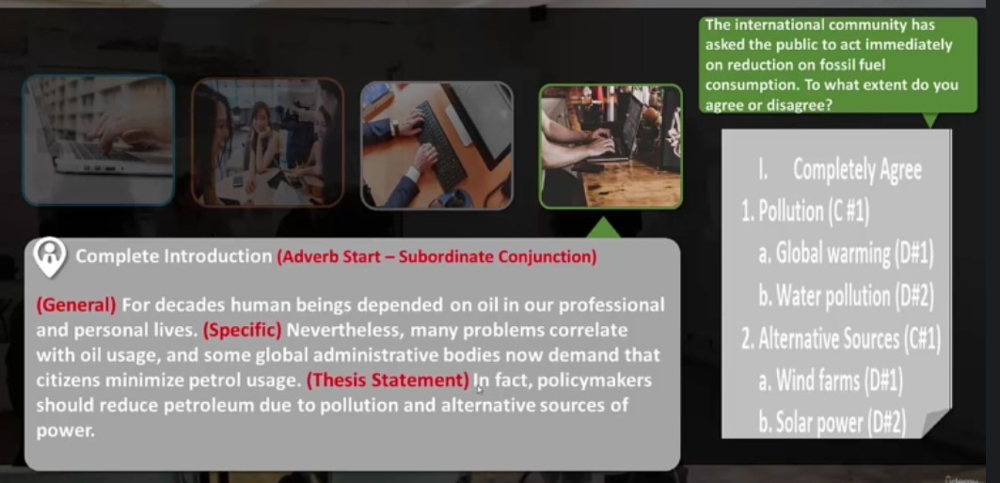 The international community has
asked the public to act immediately
on reduction on fossil fuel
consumption. To what extent do you
agree or disagree?
I. Completely Agree
1. Pollution (C #1)
a. Global warming (D#1)
b. Water pollution (D#2)
2. Alternative Sources (C#1)
a. Wind farms (D#1)
b. Solar power (D#2)
Complete Introduction (Adverb Start – Subordinate Conjunction)
(General) For decades human beings depended on oil in our professional
and personal lives. (Specific) Nevertheless, many problems correlate
with oil usage, and some global administrative bodies now demand that
citizens minimize petrol usage. (Thesis Statement) In fact, policymakers
should reduce petroleum due to pollution and alternative sources of
power.